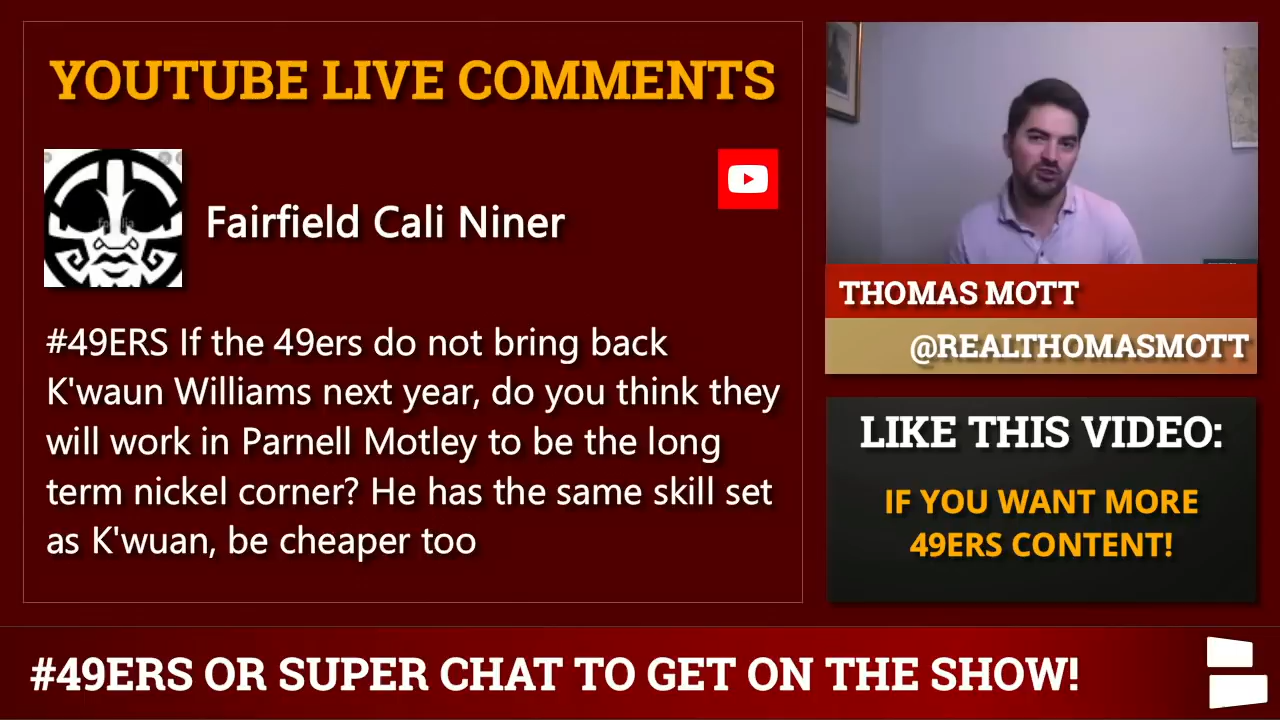 YOUTUBE LIVE COMMENTS
Fairfield Cali Niner
#49ERS If the 49ers do not bring back
K'waun Williams next year, do you think they
will work in Parnell Motley to be the long
term nickel corner? He has the same skill set
as K'wuan, be cheaper too
THOMAS MOTT
@REALTHOMASMOTT
LIKE THIS VIDEO:
IF YOU WANT MORE
49ERS CONTENT!
#49ERS OR SUPER CHAT TO GET ON THE SHOW!